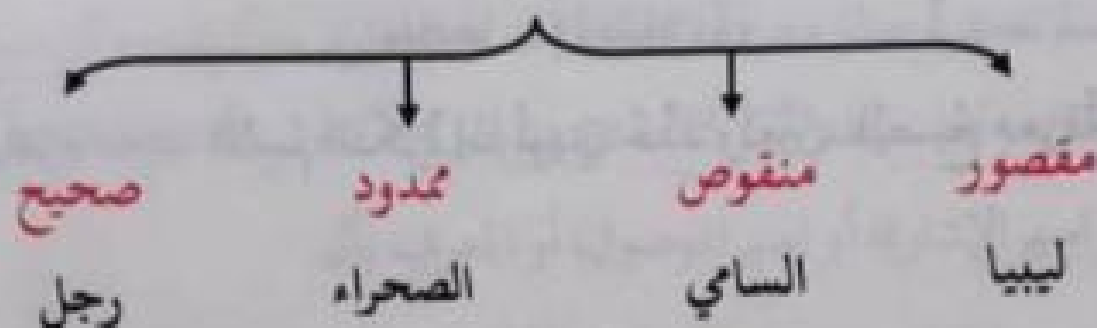 مقصور منقوص ممدود صحيح
ليبيا السامي الصحراء رجل